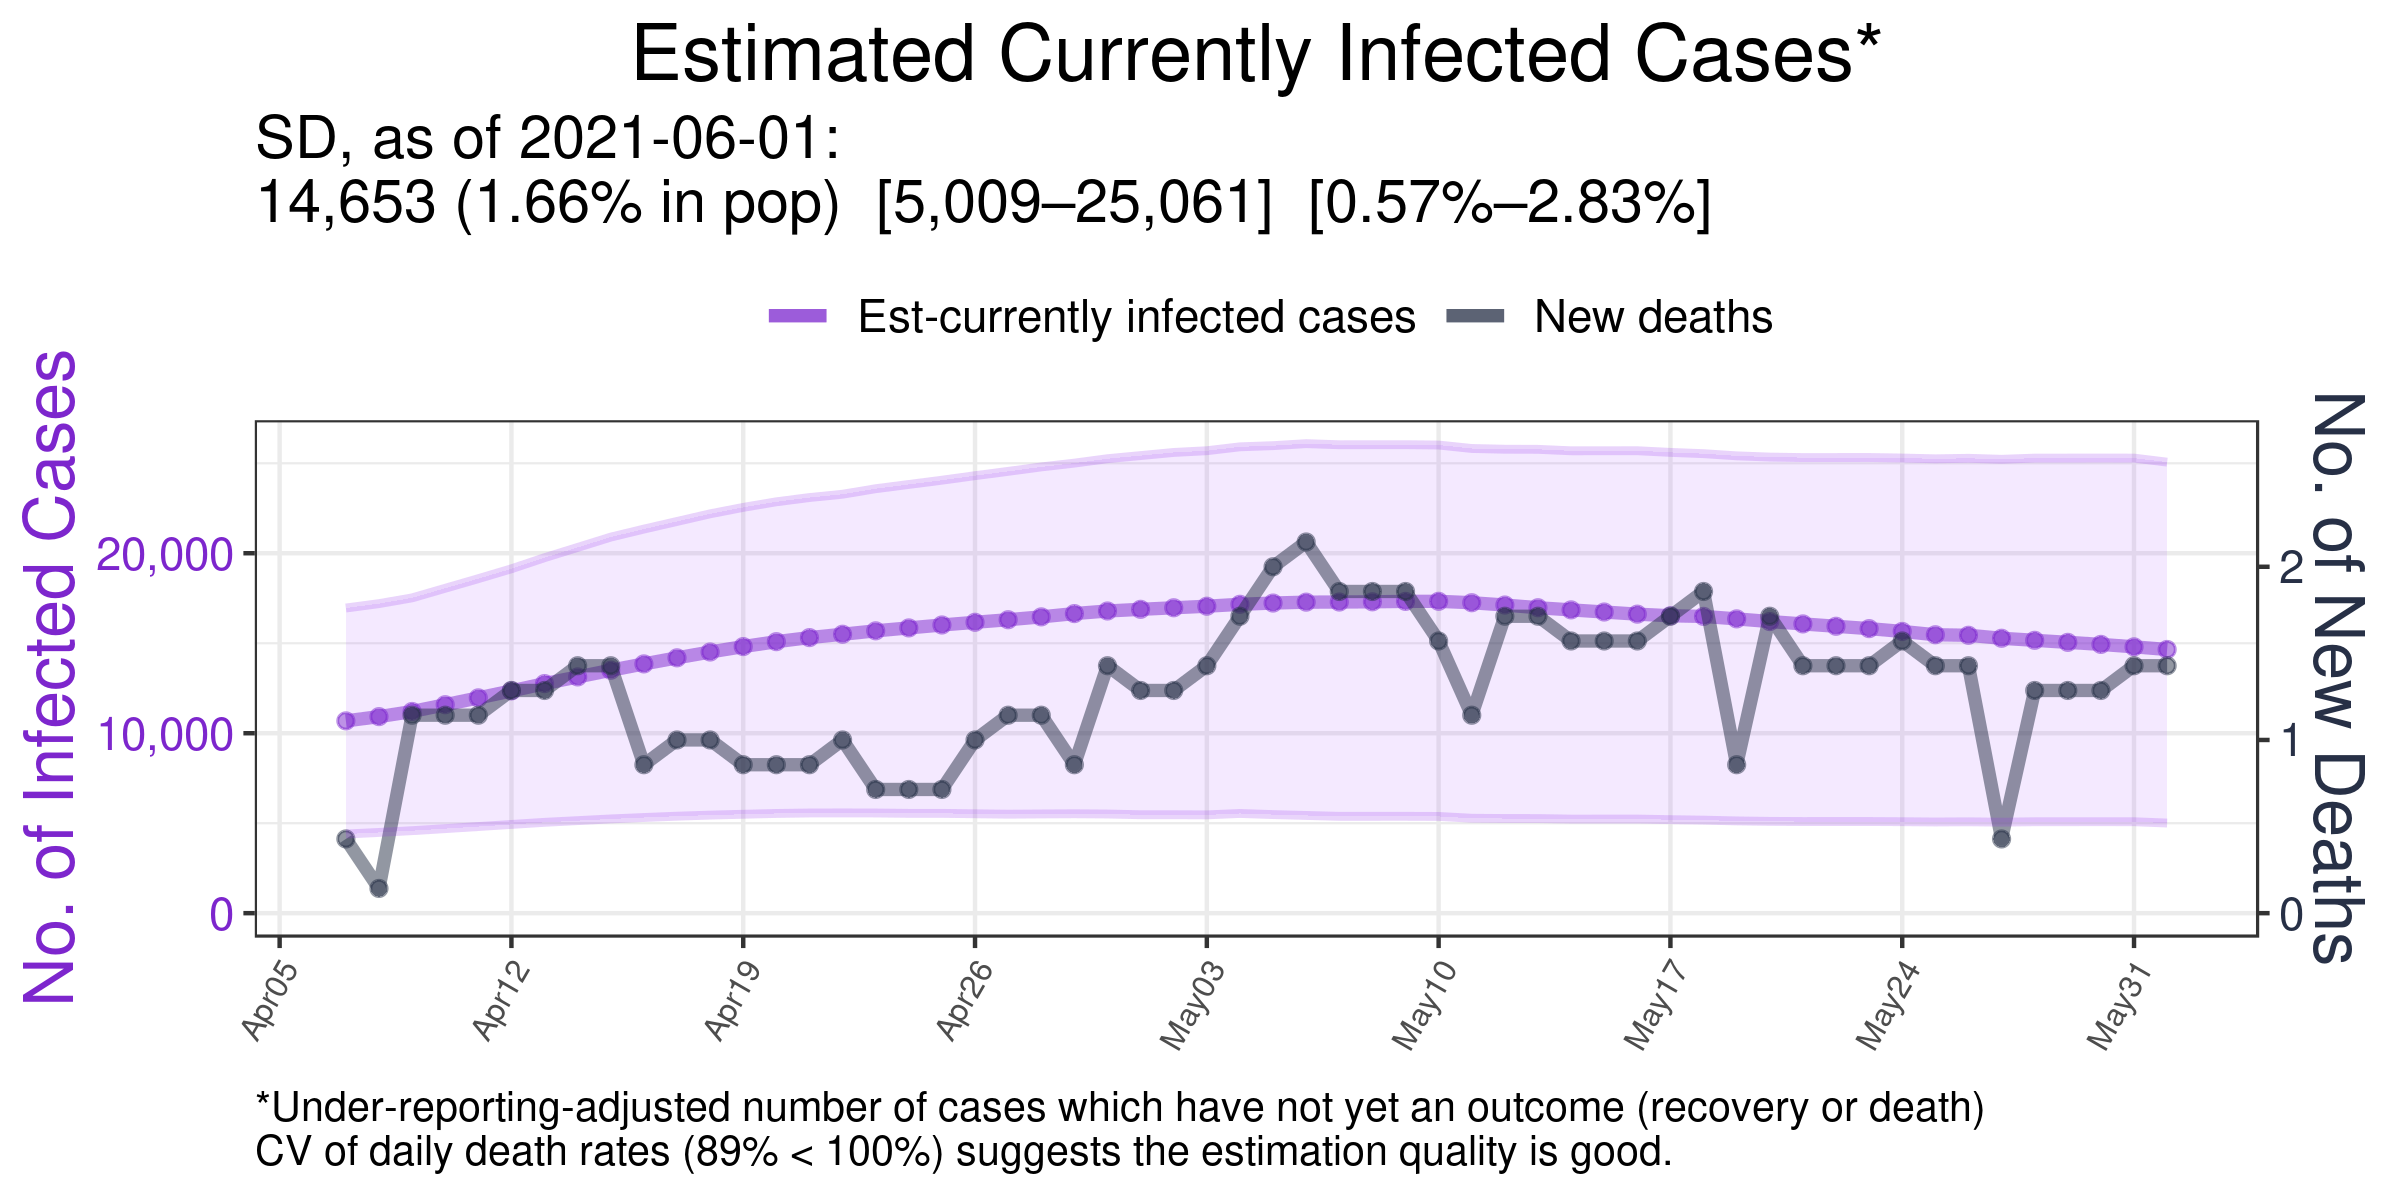 Estimated Currently Infected Cases*
SD, as of 2021-06-01:
14,653 (1.66% in pop)  [5,009–25,061]  [0.57%–2.83%]
Est-currently infected cases
New deaths
No. of Infected Cases
20,000
10,000
0
No. of New Deaths
2
1
0
Apr05
Apr12
Apr19
Apr26
May03
May10
May17
May24
May31
*Under-reporting-adjusted number of cases which have not yet an outcome (recovery or death)
CV of daily death rates (89% < 100%) suggests the estimation quality is good.